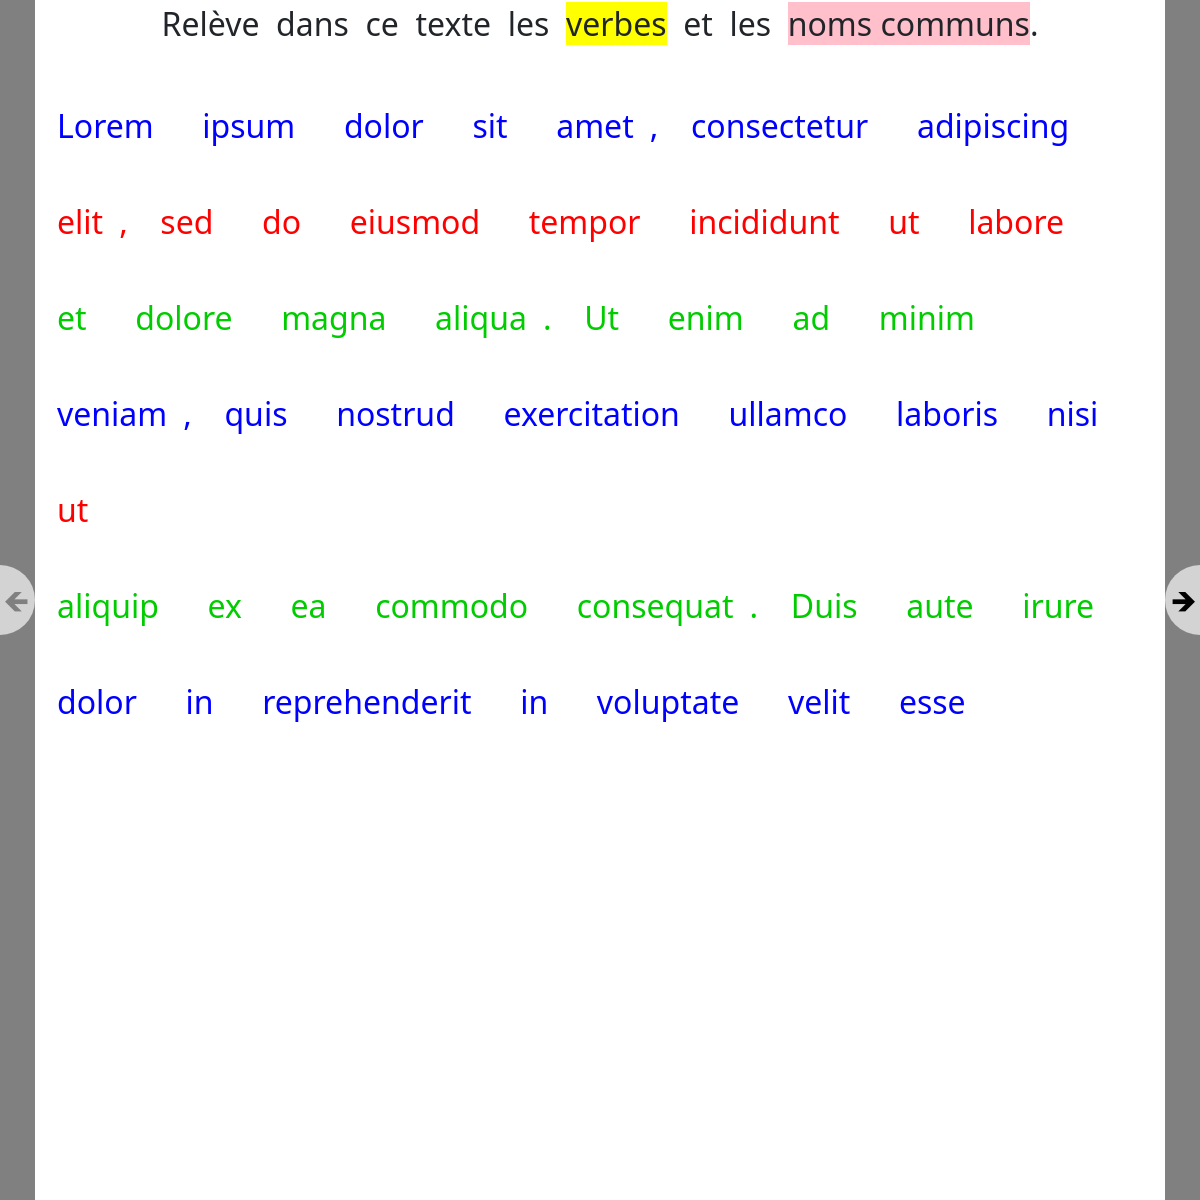 Relève dans ce texte les verbes et les noms communs.
Lorem ipsum dolor sit amet , consectetur adipiscing
elit , sed do eiusmod tempor incididunt ut labore
et dolore magna aliqua . Ut enim ad minim
veniam , quis nostrud exercitation ullamco laboris nisi
ut
aliquip ex ea commodo consequat . Duis aute irure
dolor in reprehenderit in voluptate velit esse